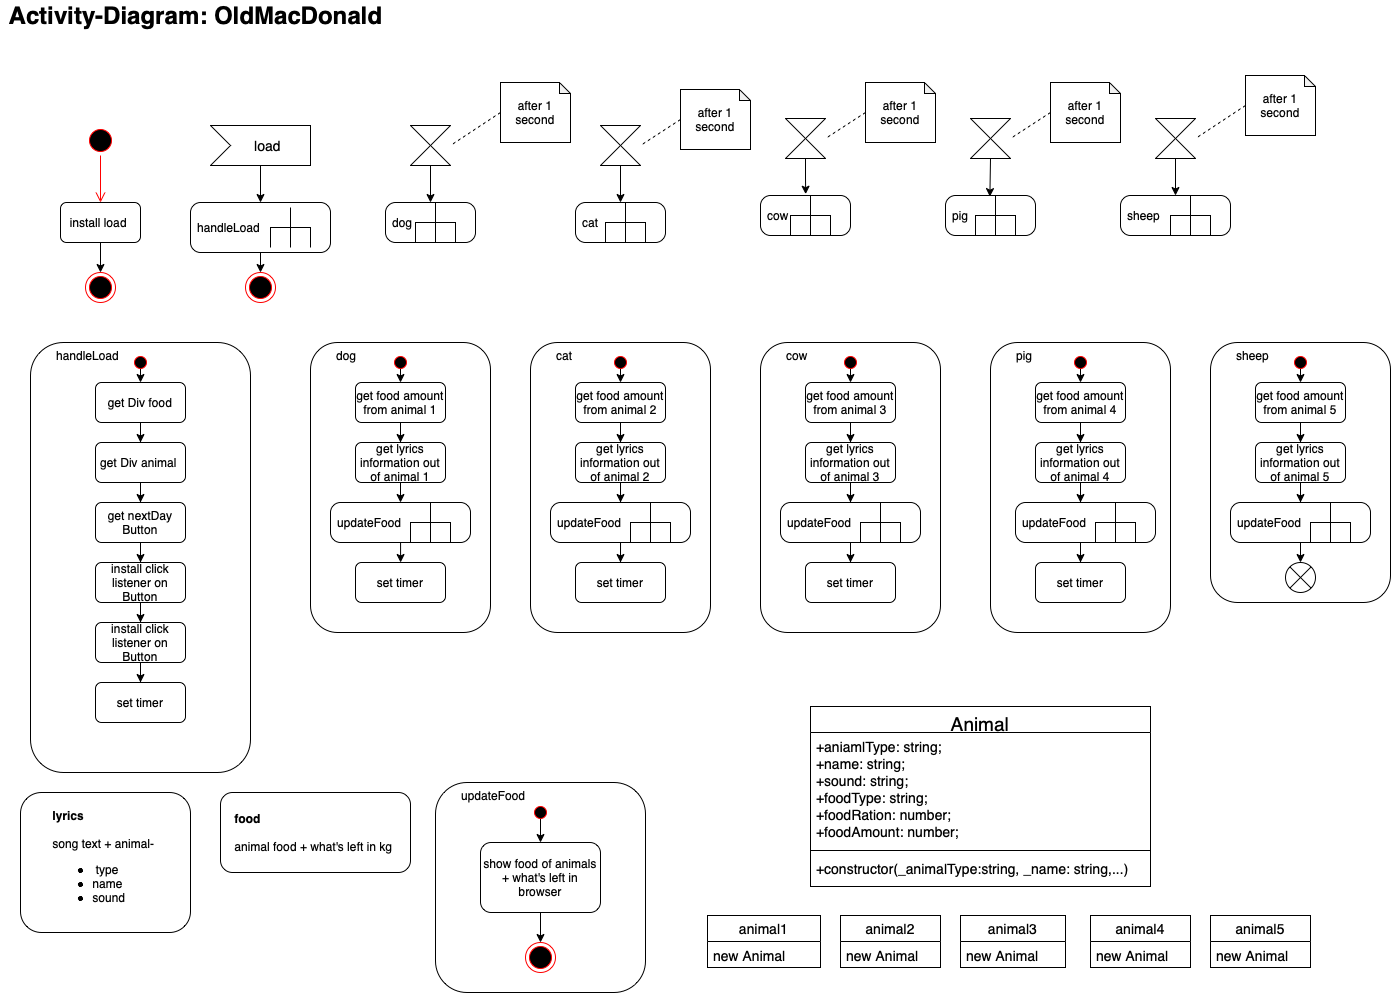 Activity-Diagram: OldMacDonald
after 1
second
after 1
second
after 1
second
after 1
second
after 1
second
load
install load
handleLoad
dog
cat
cow
pig
sheep
handleLoad
get Div food
get Div animal
get nextDay
Button
install click
listener on
Button
install click
listener on
Button
set timer
dog
get food amount
from animal 1
get lyrics
information out
of animal 1
updateFood
set timer
cat
get food amount
from animal 2
get lyrics
information out
of animal 2
updateFood
set timer
cow
get food amount
from animal 3
get lyrics
information out
of animal 3
updateFood
set timer
pig
get food amount
from animal 4
get lyrics
information out
of animal 4
updateFood
set timer
sheep
get food amount
from animal 5
get lyrics
information out
of animal 5
updateFood
lyrics
song text + animal-
• type
• name
• sound
food
animal food + what's left in kg
updateFood
show food of animals
+ what's left in
browser
Animal
+aniamlType: string;
+name: string;
+sound: string;
+foodType: string;
+foodRation: number;
+foodAmount: number;
+constructor(_animalType:string, _name: string,...)
animal1
new Animal
animal2
new Animal
animal3
new Animal
animal4
new Animal
animal5
new Animal